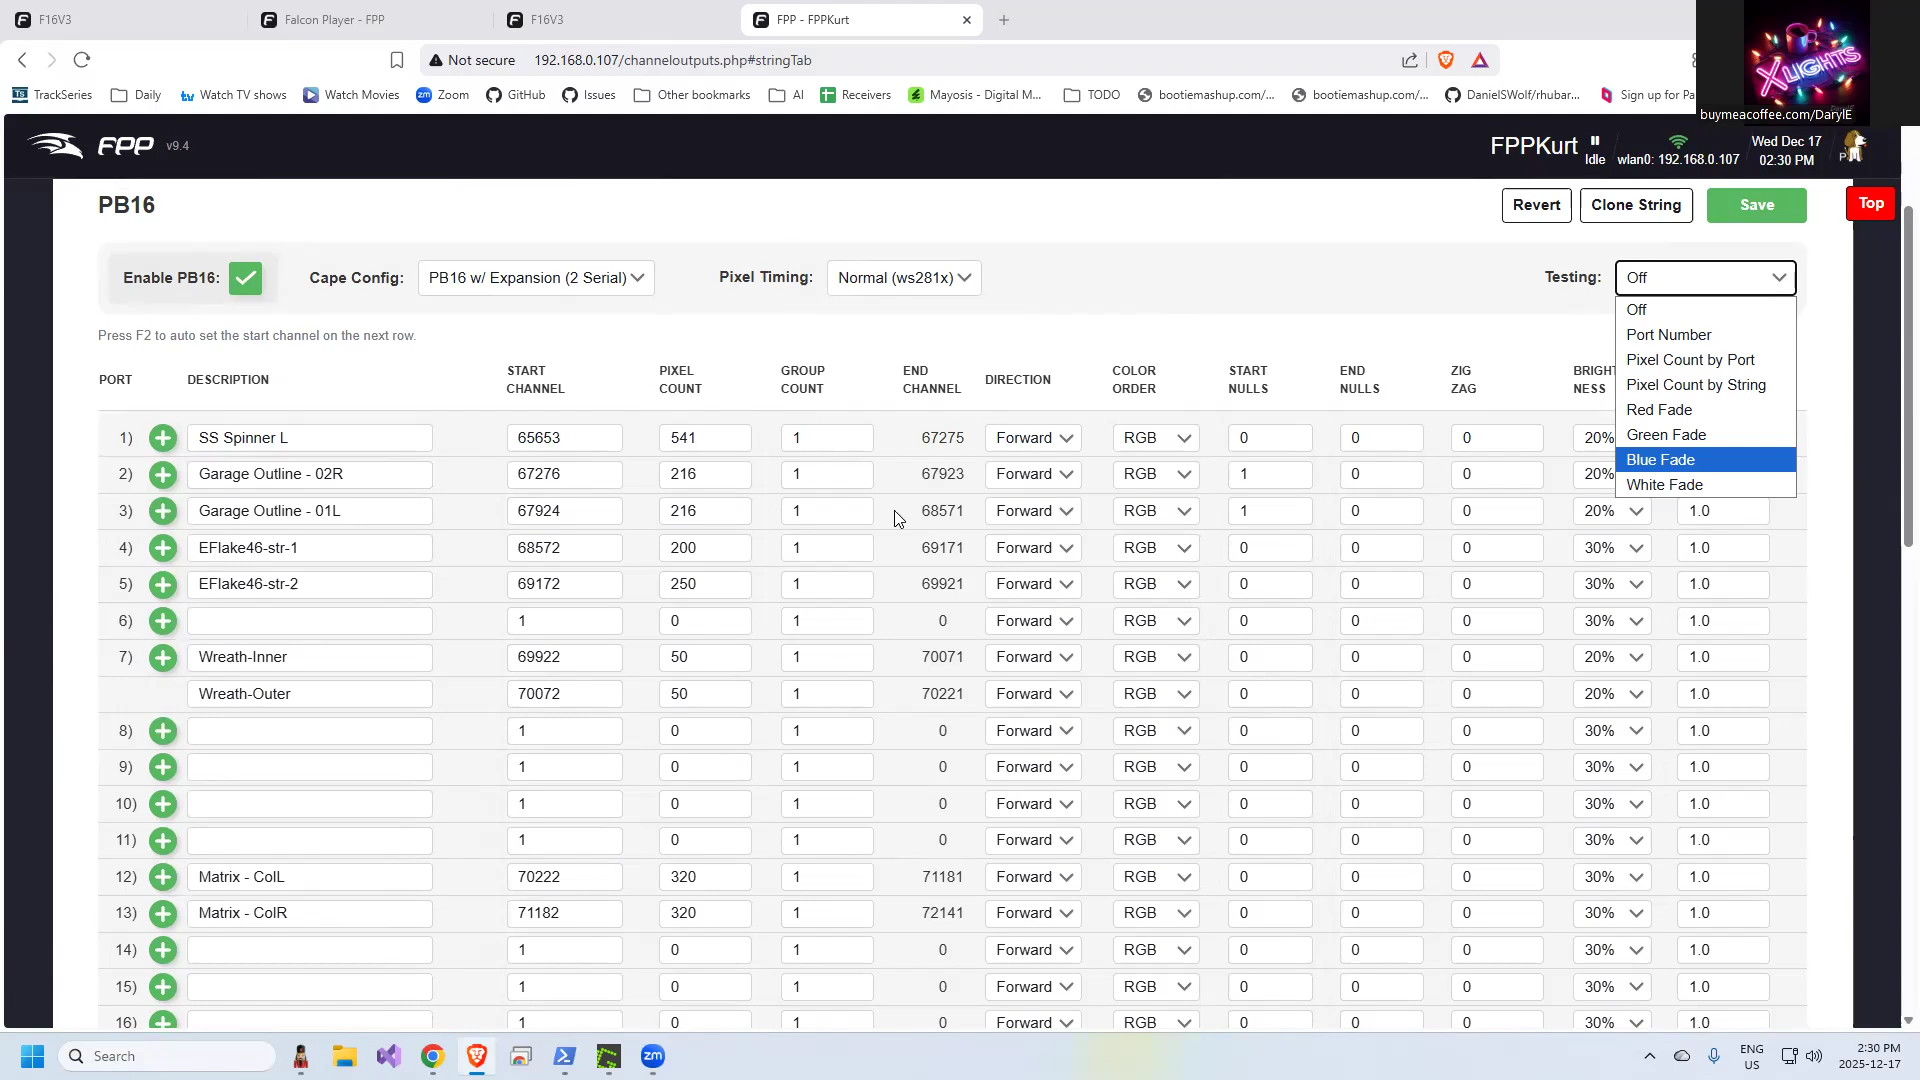 F16V3
Falcon Player - FPP
F16V3
FPP - FPPKurt
Not secure 192.168.0.107/channeloutputs.php#stringTab
TrackSeries Daily Watch TV shows Watch Movies Zoom GitHub Issues Other bookmarks AI Receivers Mayosis - Digital M... TODO bootiemashup.com/... bootiemashup.com/... DanielSWolf/rhubar... Sign up for Pa
XLIGHTS
buymeacoffee.com/DarylE
FPP v9.4
FPPKurt Idle wlan0: 192.168.0.107 Wed Dec 17 02:30 PM
PB16 Revert Clone String Save Top
Enable PB16: Cape Config: PB16 w/ Expansion (2 Serial) Pixel Timing: Normal (ws281x) Testing: Off
Off
Port Number
Pixel Count by Port
Pixel Count by String
Red Fade
Green Fade
Blue Fade
White Fade
Press F2 to auto set the start channel on the next row.
PORT DESCRIPTION START CHANNEL PIXEL COUNT GROUP COUNT END CHANNEL DIRECTION COLOR ORDER START NULLS END NULLS ZIG ZAG BRIGHT NESS
1) SS Spinner L 65653 541 1 67275 Forward RGB 0 0 0 20%
2) Garage Outline - 02R 67276 216 1 67923 Forward RGB 1 0 0 20%
3) Garage Outline - 01L 67924 216 1 68571 Forward RGB 1 0 0 20% 1.0
4) EFlake46-str-1 68572 200 1 69171 Forward RGB 0 0 0 30% 1.0
5) EFlake46-str-2 69172 250 1 69921 Forward RGB 0 0 0 30% 1.0
6) 1 0 1 0 Forward RGB 0 0 0 30% 1.0
7) Wreath-Inner 69922 50 1 70071 Forward RGB 0 0 0 20% 1.0
Wreath-Outer 70072 50 1 70221 Forward RGB 0 0 0 20% 1.0
8) 1 0 1 0 Forward RGB 0 0 0 30% 1.0
9) 1 0 1 0 Forward RGB 0 0 0 30% 1.0
10) 1 0 1 0 Forward RGB 0 0 0 30% 1.0
11) 1 0 1 0 Forward RGB 0 0 0 30% 1.0
12) Matrix - ColL 70222 320 1 71181 Forward RGB 0 0 0 30% 1.0
13) Matrix - ColR 71182 320 1 72141 Forward RGB 0 0 0 30% 1.0
14) 1 0 1 0 Forward RGB 0 0 0 30% 1.0
15) 1 0 1 0 Forward RGB 0 0 0 30% 1.0
16) 1 0 1 0 Forward RGB 0 0 0 30% 1.0
Search
ENG US
2:30 PM
2025-12-17